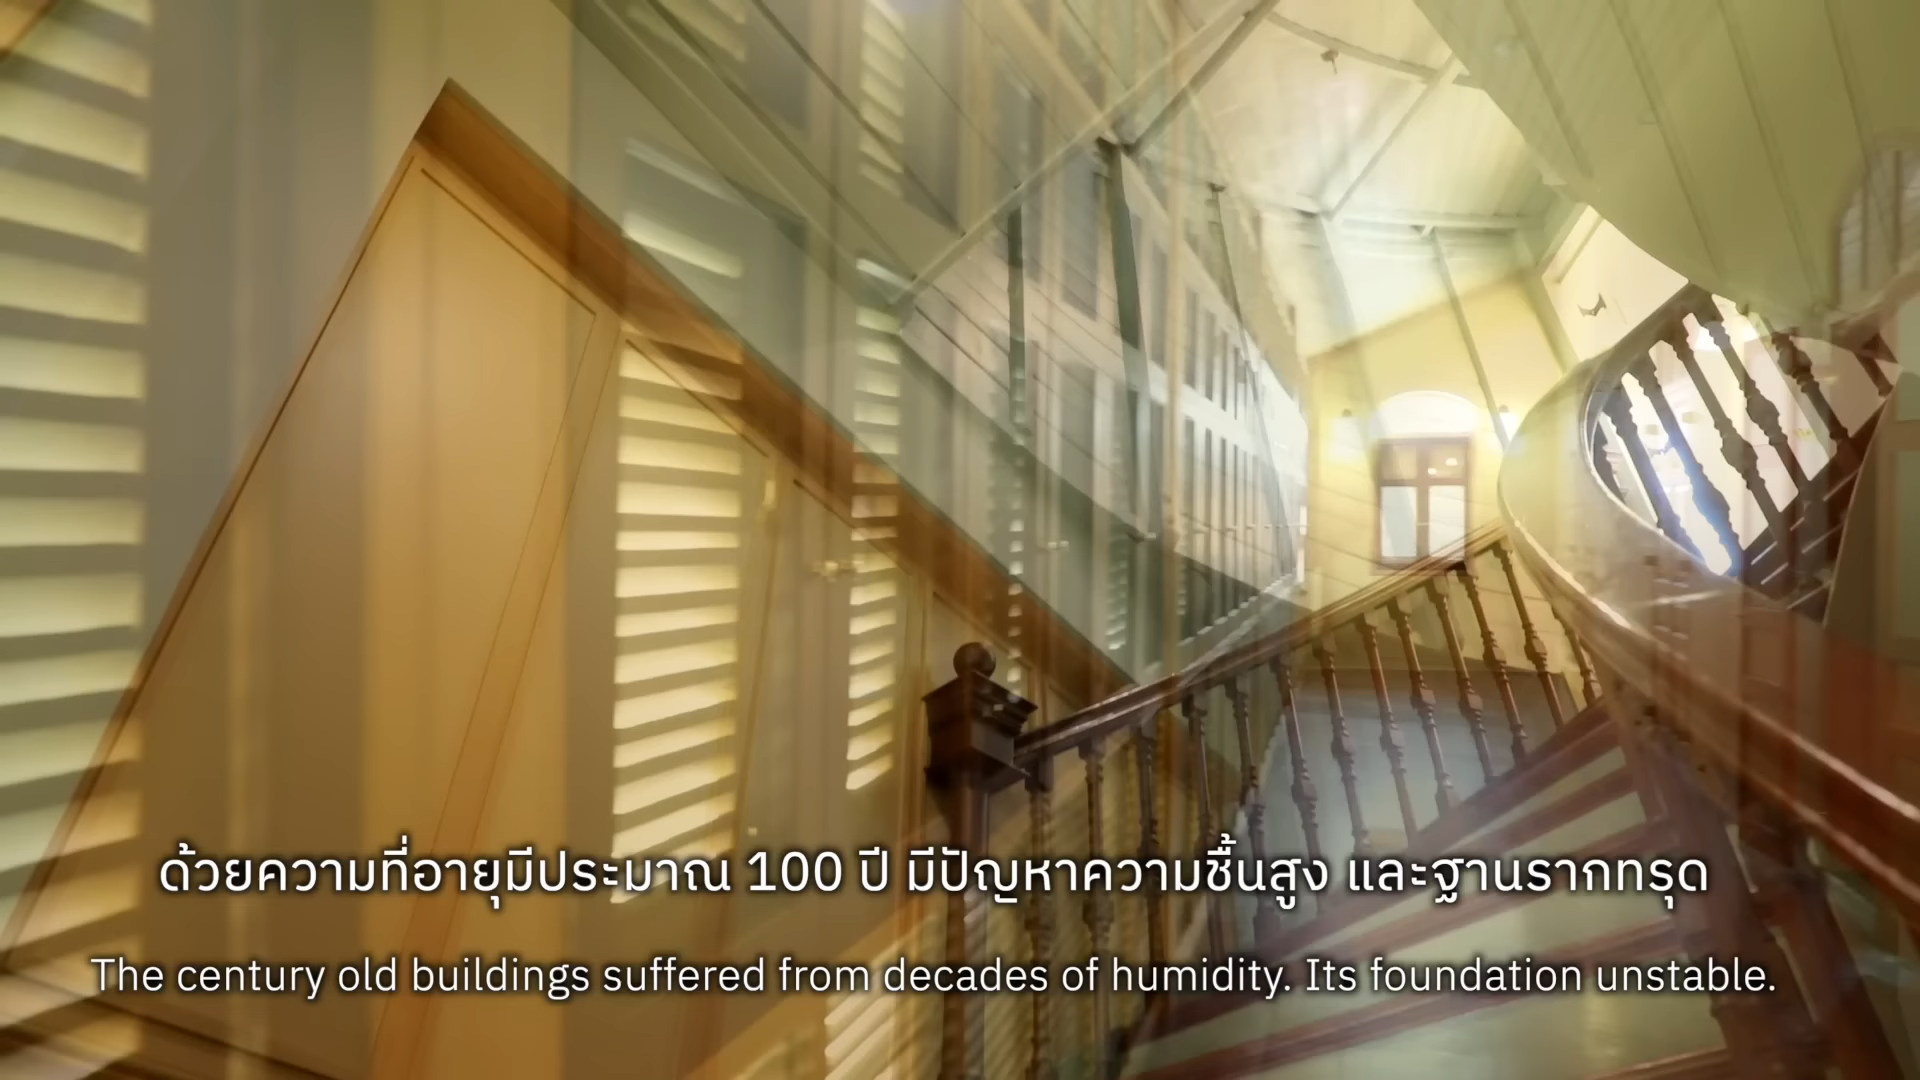 ด้วยความที่อายุมีประมาณ 100 ปี มีปัญหาความชื้นสูง และฐานรากทรุด
The century old buildings suffered from decades of humidity. Its foundation unstable.